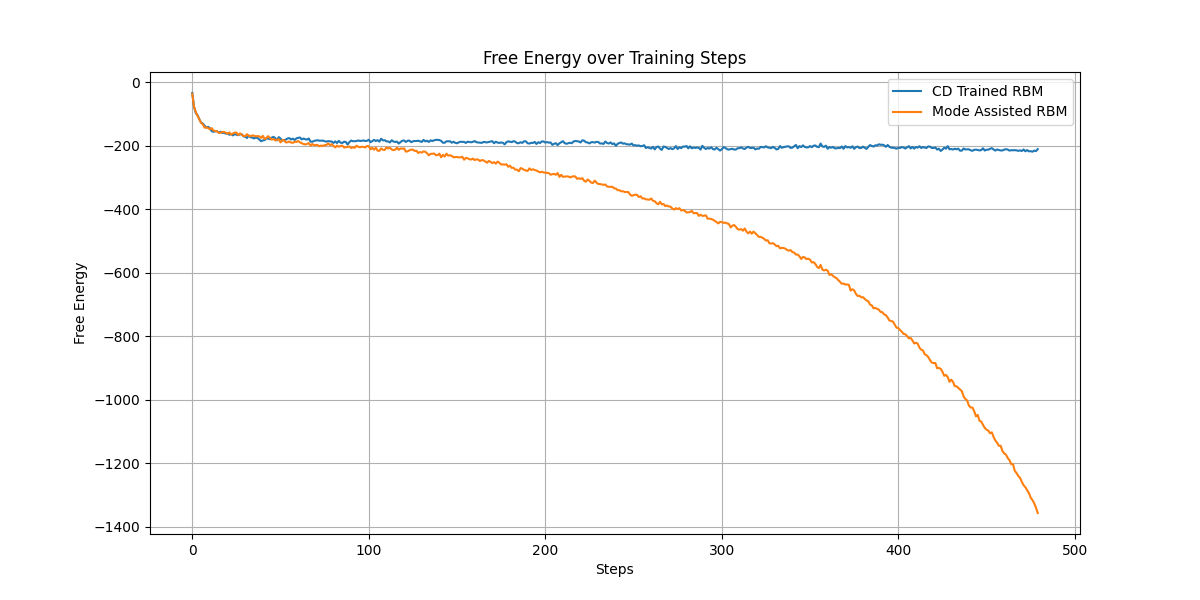 Free Energy over Training Steps
CD Trained RBM
Mode Assisted RBM
Free Energy
0
−200
−400
−600
−800
−1000
−1200
−1400
0
100
200
300
400
500
Steps